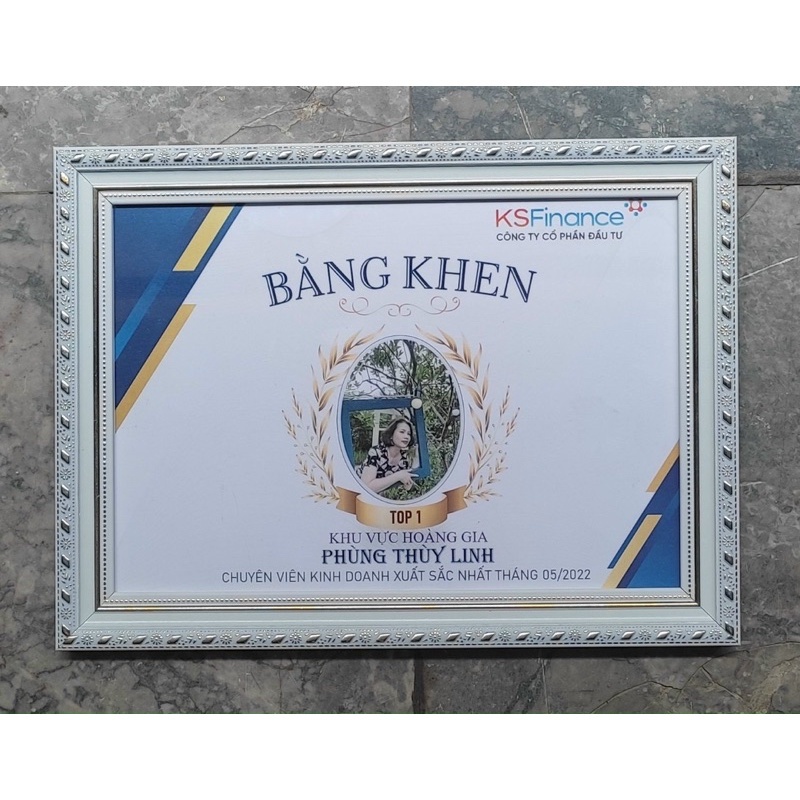 KSFinance
CÔNG TY CỔ PHẦN ĐẦU TƯ
BẰNG KHEN
TOP 1
KHU VỰC HOÀNG GIA
PHÙNG THÙY LINH
CHUYÊN VIÊN KINH DOANH XUẤT SẮC NHẤT THÁNG 05/2022